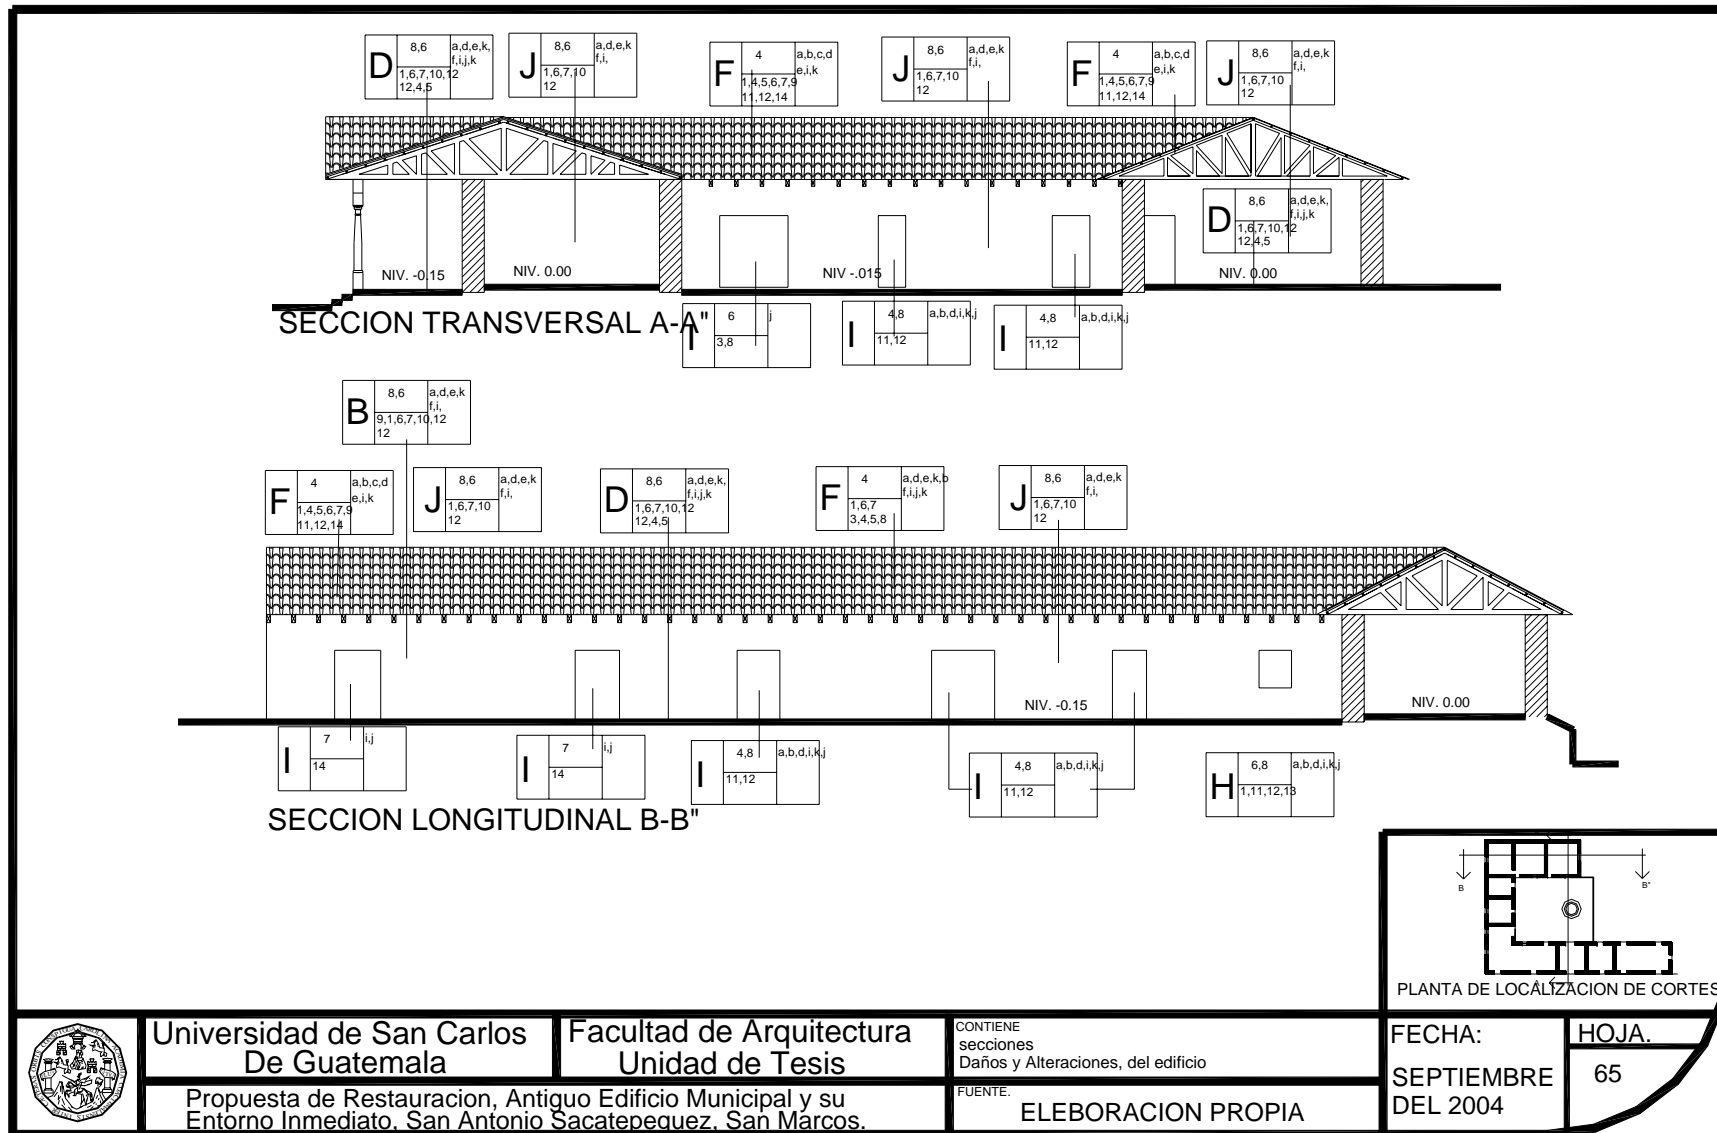 D
8,6
a,d,e,k,
f,i,j,k
1,6,7,10,12
12,4,5
J
8,6
a,d,e,k
f,i,
1,6,7,10
12
F
4
a,b,c,d
e,i,k
1,4,5,6,7,9
11,12,14
J
8,6
a,d,e,k
f,i,
1,6,7,10
12
F
4
a,b,c,d
e,i,k
1,4,5,6,7,9
11,12,14
J
8,6
a,d,e,k
f,i,
1,6,7,10
12
D
8,6
a,d,e,k,
f,i,j,k
1,6,7,10,12
12,4,5
NIV. -0.15
NIV. 0.00
NIV -.015
NIV. 0.00
SECCION TRANSVERSAL A-A"
I
6
j
3,8
I
4,8
a,b,d,i,k,j
11,12
I
4,8
a,b,d,i,k,j
11,12
B
8,6
a,d,e,k
f,i,
9,1,6,7,10,12
12
F
4
a,b,c,d
e,i,k
1,4,5,6,7,9
11,12,14
J
8,6
a,d,e,k
f,i,
1,6,7,10
12
D
8,6
a,d,e,k,
f,i,j,k
1,6,7,10,12
12,4,5
F
4
a,d,e,k,b
f,i,j,k
1,6,7
3,4,5,8
J
8,6
a,d,e,k
f,i,
1,6,7,10
12
NIV. -0.15
NIV. 0.00
I
7
i,j
14
I
7
i,j
14
I
4,8
a,b,d,i,k,j
11,12
I
4,8
a,b,d,i,k,j
11,12
H
6,8
a,b,d,i,k,j
1,11,12,13
SECCION LONGITUDINAL B-B"
B
B"
PLANTA DE LOCALIZACION DE CORTES
Universidad de San Carlos
De Guatemala
Facultad de Arquitectura
Unidad de Tesis
CONTIENE
secciones
Daños y Alteraciones, del edificio
FECHA:
SEPTIEMBRE
DEL 2004
HOJA.
65
Propuesta de Restauracion, Antiguo Edificio Municipal y su
Entorno Inmediato, San Antonio Sacatepequez, San Marcos.
FUENTE.
ELEBORACION PROPIA